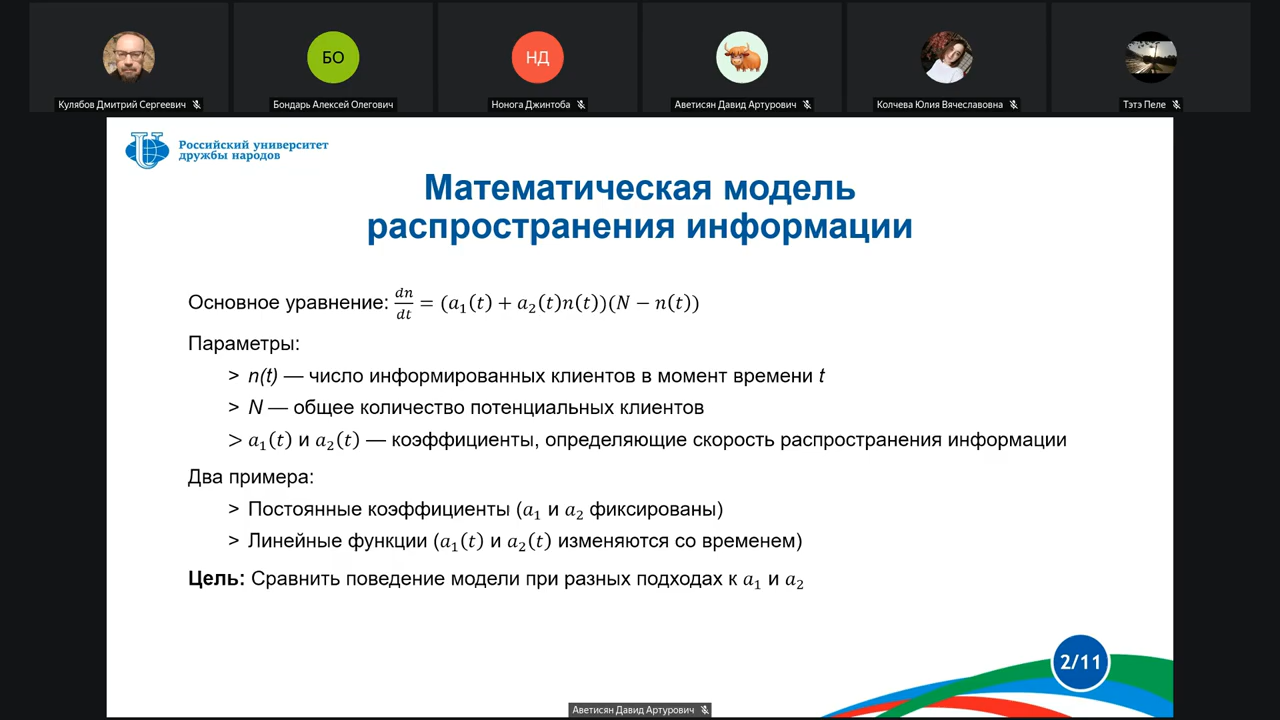 БО
НД
Кулябов Дмитрий Сергеевич
Бондарь Алексей Олегович
Нонога Джинтоба
Аветисян Давид Артурович
Колчева Юлия Вячеславовна
Тэтэ Пеле
Российский университет
дружбы народов
Математическая модель
распространения информации
Основное уравнение: dn/dt = (a₁(t) + a₂(t)n(t))(N − n(t))
Параметры:
> n(t) — число информированных клиентов в момент времени t
> N — общее количество потенциальных клиентов
> a₁(t) и a₂(t) — коэффициенты, определяющие скорость распространения информации
Два примера:
> Постоянные коэффициенты (a₁ и a₂ фиксированы)
> Линейные функции (a₁(t) и a₂(t) изменяются со временем)
Цель: Сравнить поведение модели при разных подходах к a₁ и a₂
2/11
Аветисян Давид Артурович